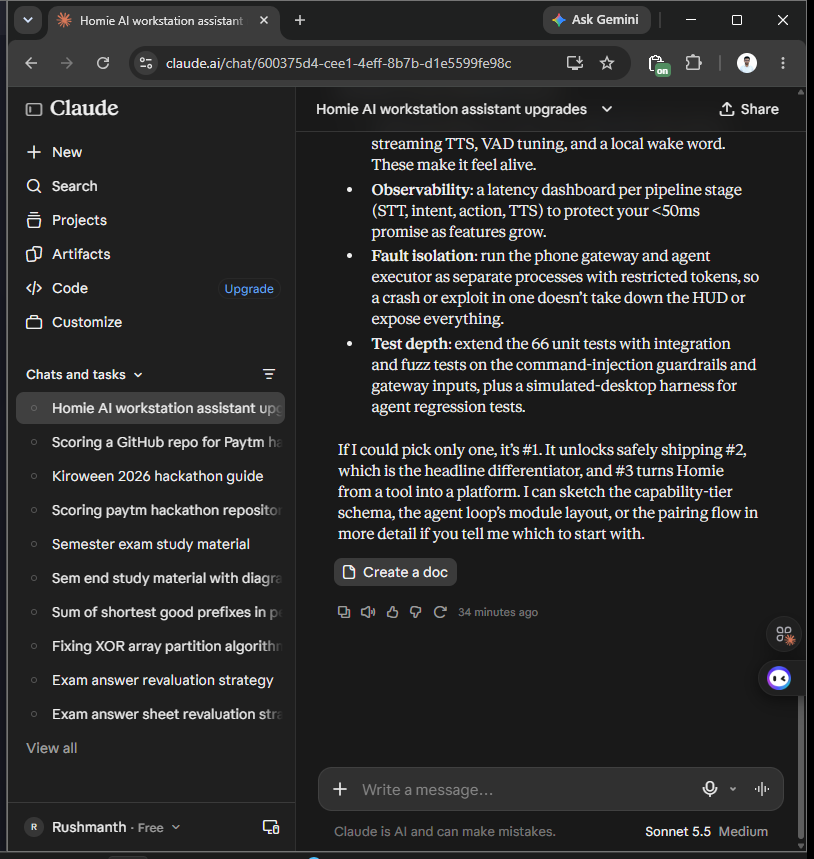 Homie AI workstation assistant
Ask Gemini
claude.ai/chat/600375d4-cee1-4eff-8b7b-d1e5599fe98c
on
Claude
New
Search
Projects
Artifacts
Code
Upgrade
Customize
Chats and tasks
Homie AI workstation assistant upg
Scoring a GitHub repo for Paytm ha
Kiroween 2026 hackathon guide
Scoring paytm hackathon repositor
Semester exam study material
Sem end study material with diagra
Sum of shortest good prefixes in pe
Fixing XOR array partition algorithm
Exam answer revaluation strategy
Exam answer sheet revaluation stra
View all
R
Rushmanth · Free
Homie AI workstation assistant upgrades
Share
streaming TTS, VAD tuning, and a local wake word.
These make it feel alive.
• Observability: a latency dashboard per pipeline stage
(STT, intent, action, TTS) to protect your <50ms
promise as features grow.
• Fault isolation: run the phone gateway and agent
executor as separate processes with restricted tokens, so
a crash or exploit in one doesn't take down the HUD or
expose everything.
• Test depth: extend the 66 unit tests with integration
and fuzz tests on the command-injection guardrails and
gateway inputs, plus a simulated-desktop harness for
agent regression tests.
If I could pick only one, it's #1. It unlocks safely shipping #2,
which is the headline differentiator, and #3 turns Homie
from a tool into a platform. I can sketch the capability-tier
schema, the agent loop's module layout, or the pairing flow in
more detail if you tell me which to start with.
Create a doc
34 minutes ago
Write a message...
Claude is AI and can make mistakes.
Sonnet 5.5 Medium